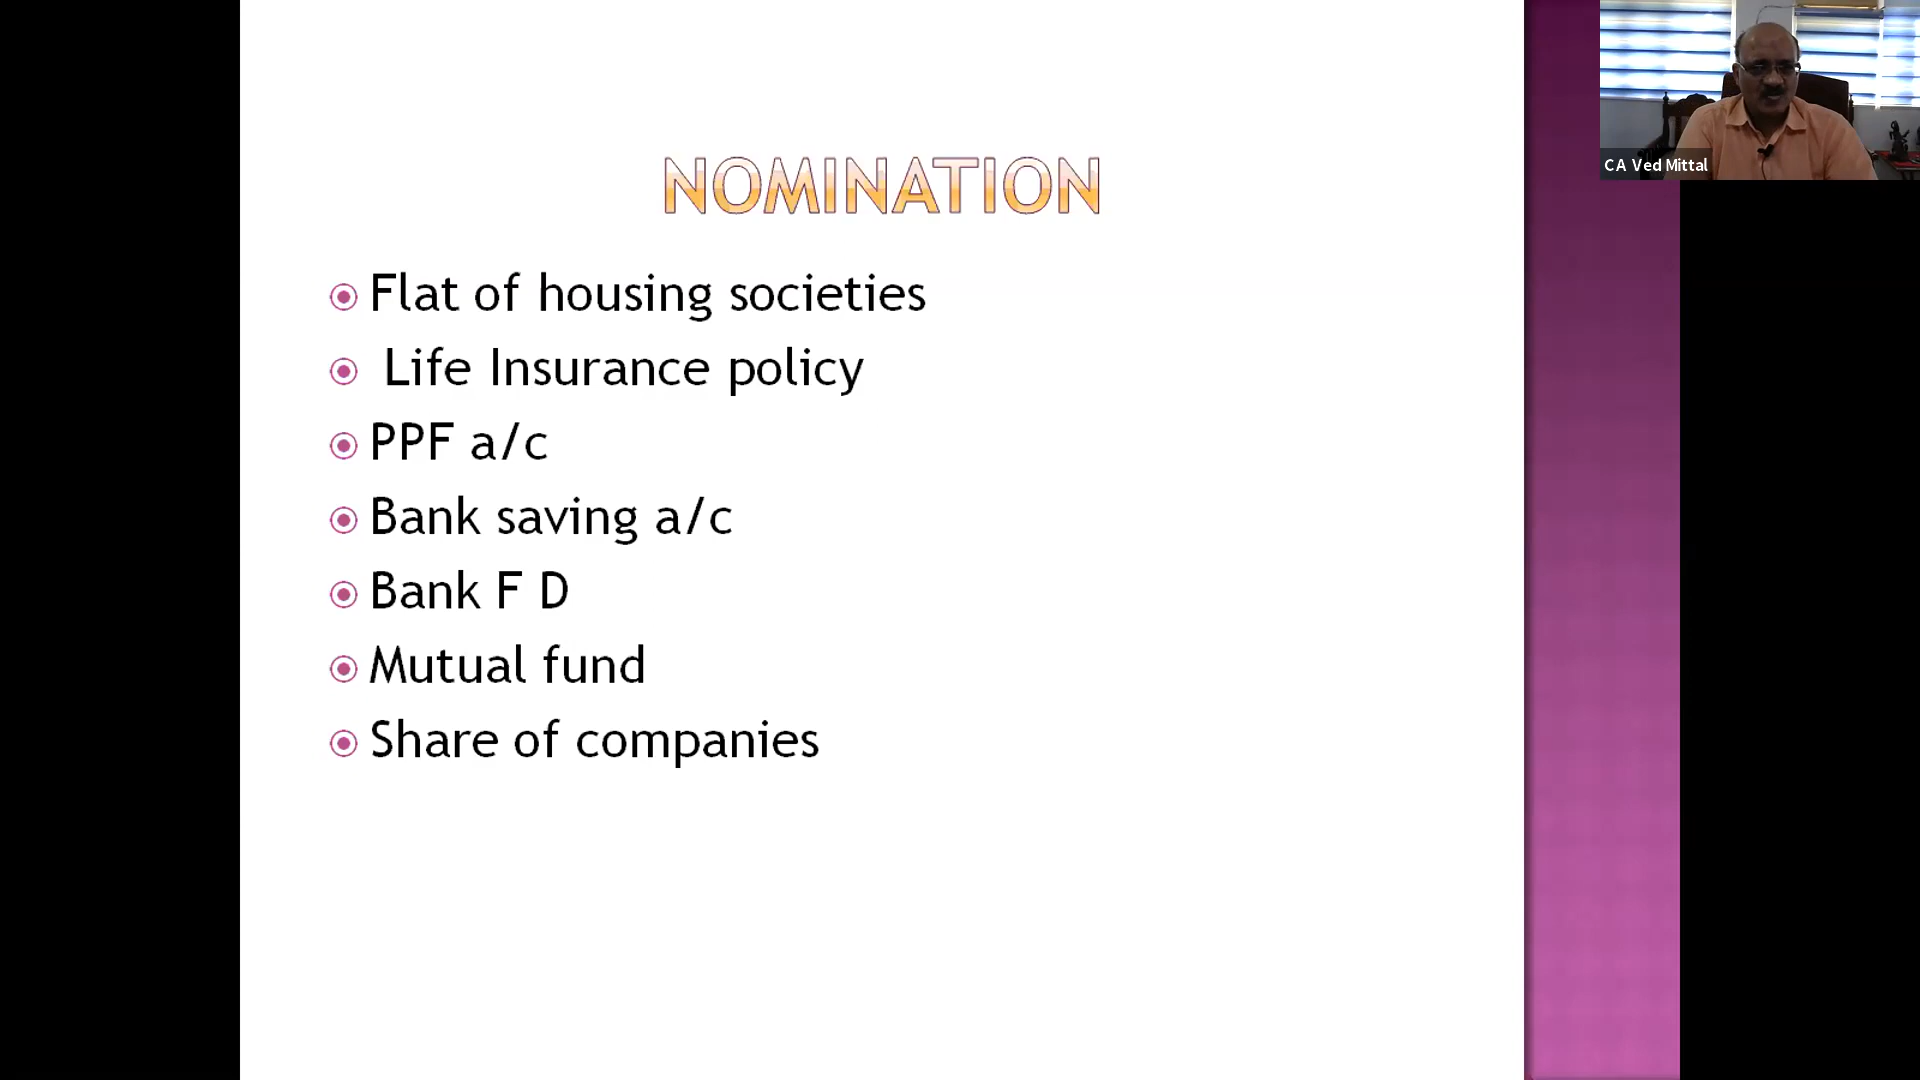 NOMINATION
Flat of housing societies
Life Insurance policy
PPF a/c
Bank saving a/c
Bank F D
Mutual fund
Share of companies
CA Ved Mittal